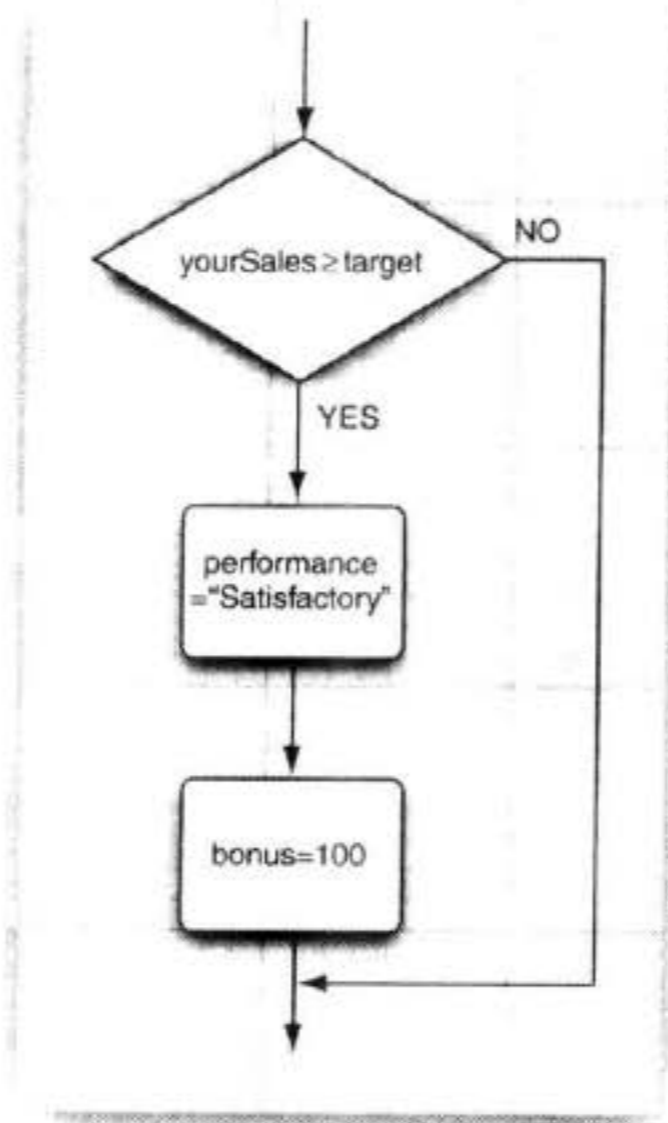 yourSales ≥ target
NO
YES
performance
=“Satisfactory”
bonus=100